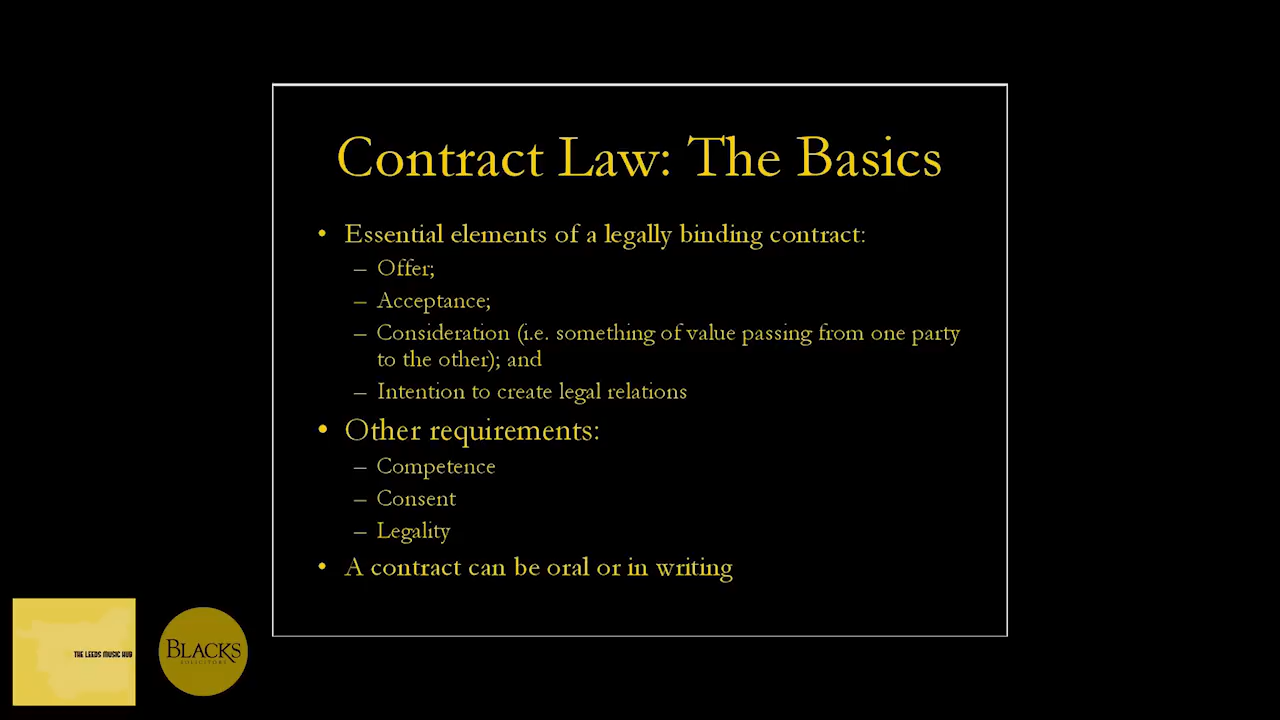 Contract Law: The Basics
• Essential elements of a legally binding contract:
– Offer;
– Acceptance;
– Consideration (i.e. something of value passing from one party
to the other); and
– Intention to create legal relations
• Other requirements:
– Competence
– Consent
– Legality
• A contract can be oral or in writing
THE LEEDS MUSIC HUB
BLACKS
SOLICITORS